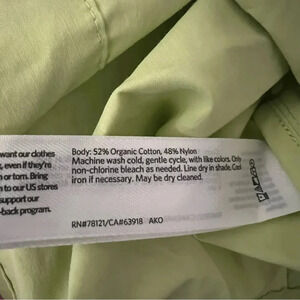 want our clothes
, even if they're
n or torn. Bring
to our US stores
support our
-back program.
Body: 52% Organic Cotton, 48% Nylon
Machine wash cold, gentle cycle, with like colors. Only
non-chlorine bleach as needed. Line dry in shade. Cool
iron if necessary. May be dry cleaned.
RN#78121/CA#63918 AKO